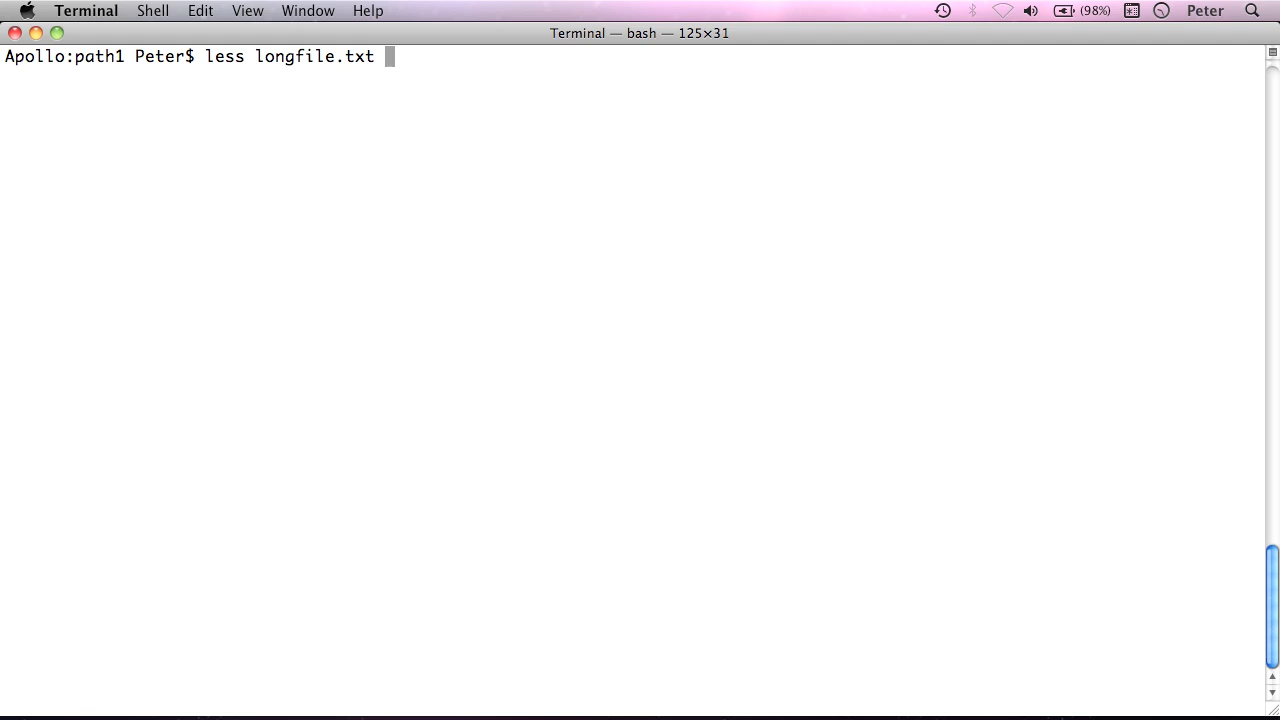 Terminal Shell Edit View Window Help (98%) Peter
Terminal — bash — 125×31
Apollo:path1 Peter$ less longfile.txt